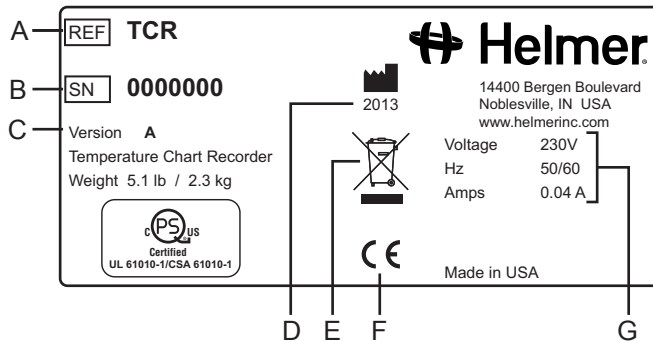 A
REF TCR
B
SN 0000000
C
Version A
Temperature Chart Recorder
Weight 5.1 lb / 2.3 kg
c PS us
Certified
UL 61010-1/CSA 61010-1
2013
CE
Helmer
14400 Bergen Boulevard
Noblesville, IN USA
www.helmerinc.com
Voltage 230V
Hz 50/60
Amps 0.04 A
Made in USA
D E F G